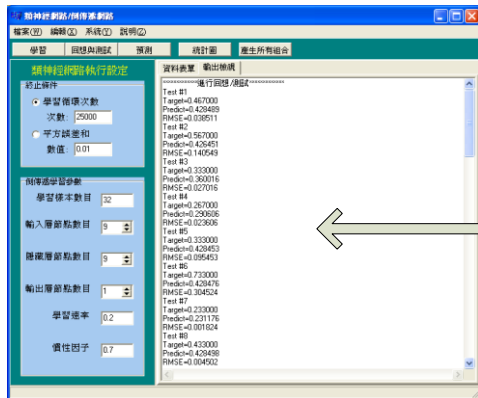 類神經網路/倒傳遞網路
檔案(W) 編輯(X) 系統(Y) 說明(Z)
學習 回想與測試 預測 統計圖 產生所有組合
類神經網路執行設定
終止條件
學習循環次數
次數: 25000
平方誤差和
數值: 0.01
倒傳遞學習參數
學習樣本數目 32
輸入層節點數目 9
隱藏層節點數目 9
輸出層節點數目 1
學習速率 0.2
慣性因子 0.7
資料表單 輸出檢視
************進行回想/測試************
Test #1
Target=0.467000
Predict=0.428489
RMSE=0.038511
Test #2
Target=0.567000
Predict=0.426451
RMSE=0.140549
Test #3
Target=0.333000
Predict=0.360016
RMSE=0.027016
Test #4
Target=0.267000
Predict=0.290606
RMSE=0.023606
Test #5
Target=0.333000
Predict=0.428453
RMSE=0.095453
Test #6
Target=0.733000
Predict=0.428476
RMSE=0.304524
Test #7
Target=0.233000
Predict=0.231176
RMSE=0.001824
Test #8
Target=0.433000
Predict=0.428498
RMSE=0.004502